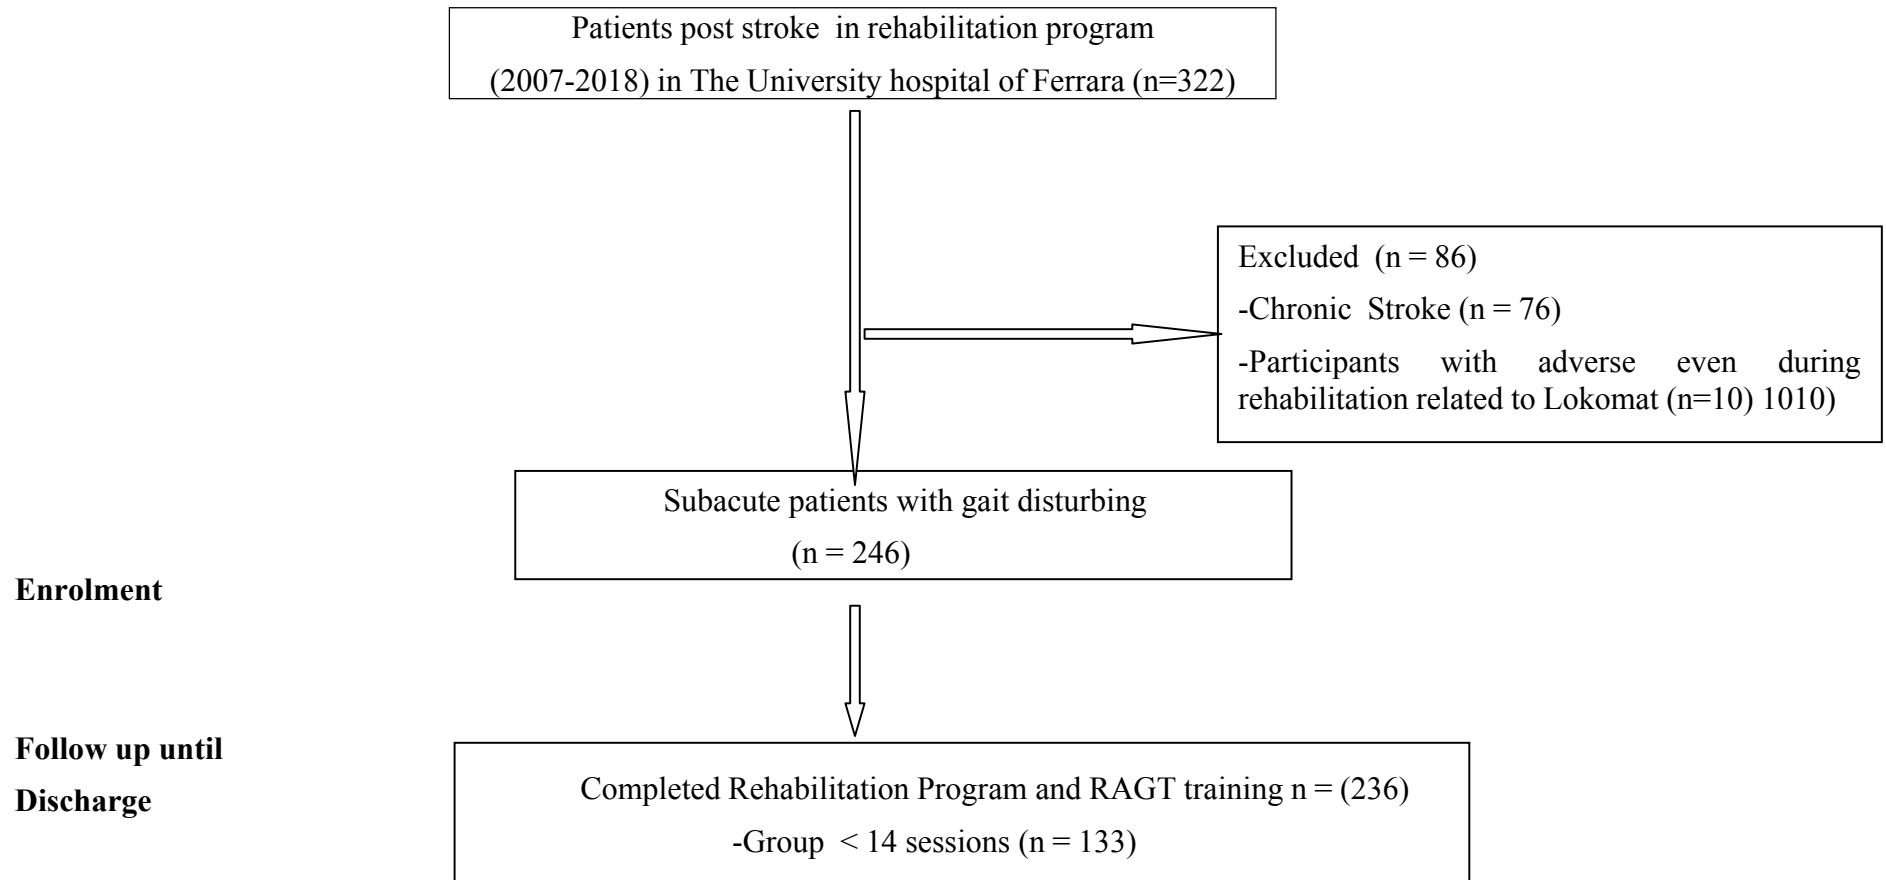 Patients post stroke in rehabilitation program
(2007-2018) in The University hospital of Ferrara (n=322)
Excluded (n = 86)
-Chronic Stroke (n = 76)
-Participants with adverse even during
rehabilitation related to Lokomat (n=10) 1010)
Subacute patients with gait disturbing
(n = 246)
Enrolment
Follow up until
Discharge
Completed Rehabilitation Program and RAGT training n = (236)
-Group < 14 sessions (n = 133)